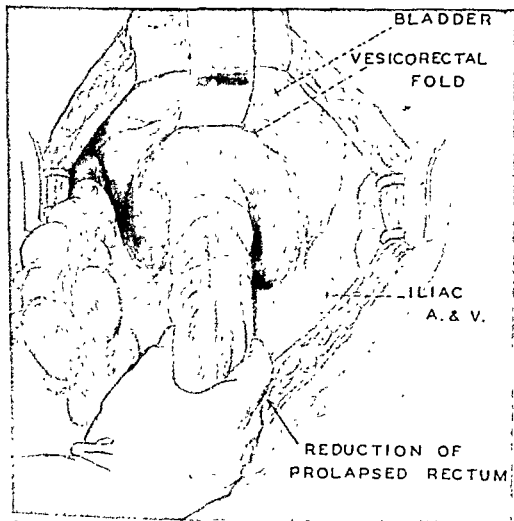 BLADDER
VESICORECTAL
FOLD
ILIAC
A. & V.
REDUCTION OF
PROLAPSED RECTUM